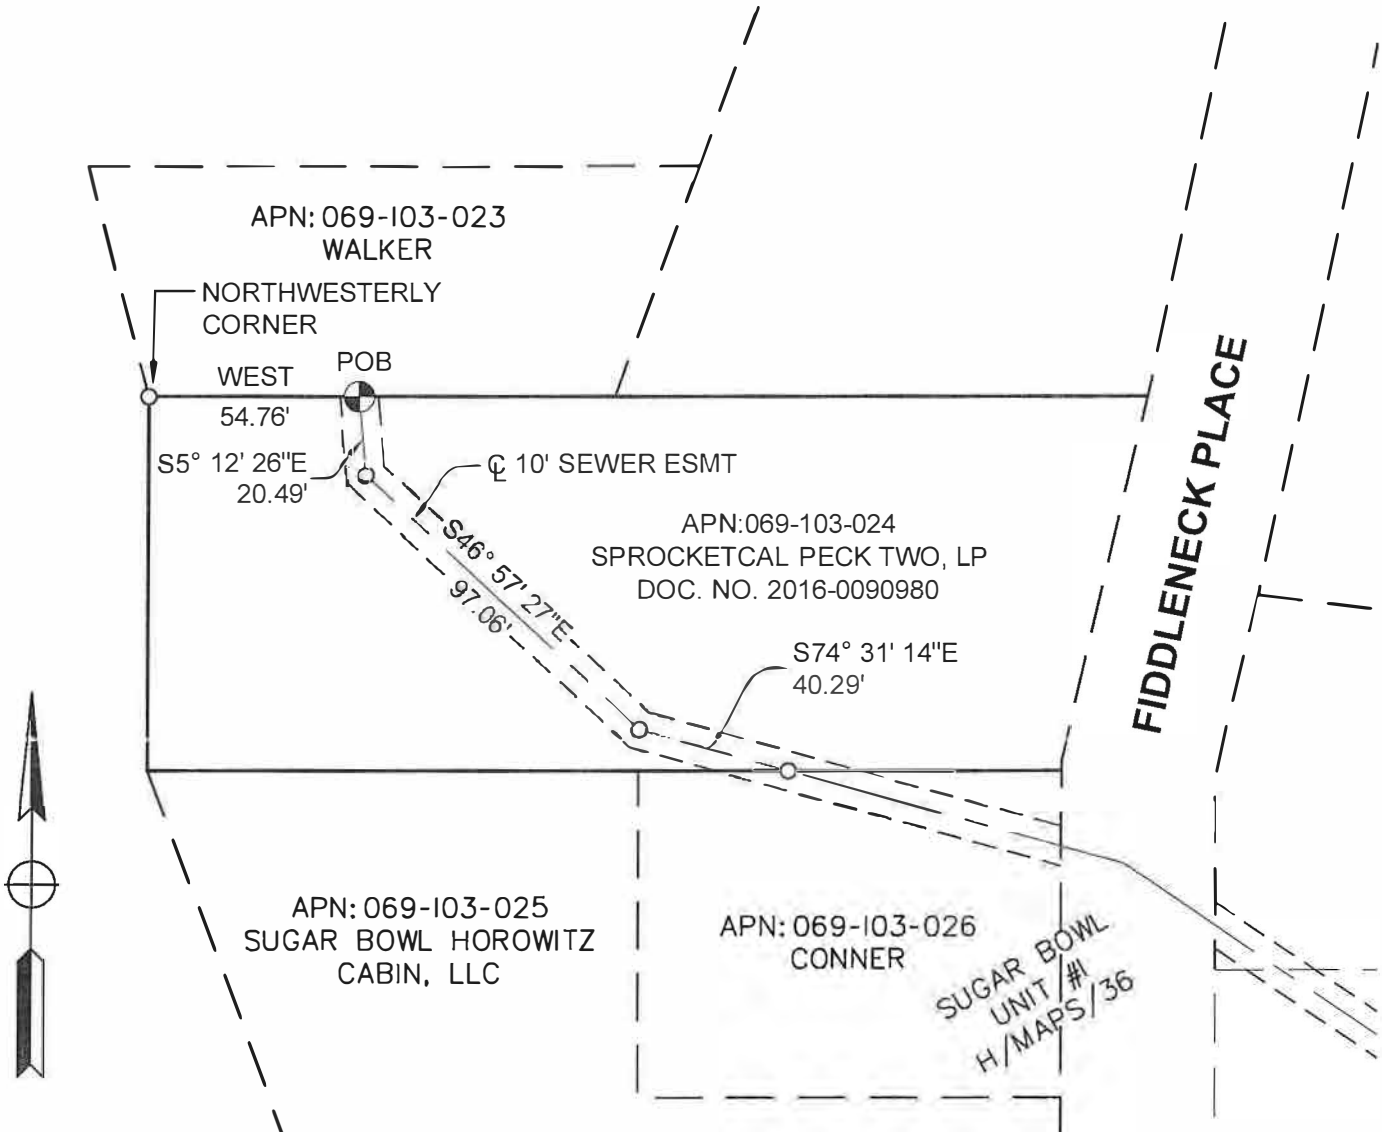 APN: 069-103-023
WALKER
NORTHWESTERLY
CORNER
WEST
54.76'
POB
S5° 12' 26"E
20.49'
℄ 10' SEWER ESMT
S46° 57' 27"E
97.06'
APN:069-103-024
SPROCKETCAL PECK TWO, LP
DOC. NO. 2016-0090980
S74° 31' 14"E
40.29'
FIDDLENECK PLACE
APN: 069-103-025
SUGAR BOWL HOROWITZ
CABIN, LLC
APN: 069-103-026
CONNER
SUGAR BOWL
UNIT #1
H/MAPS/36